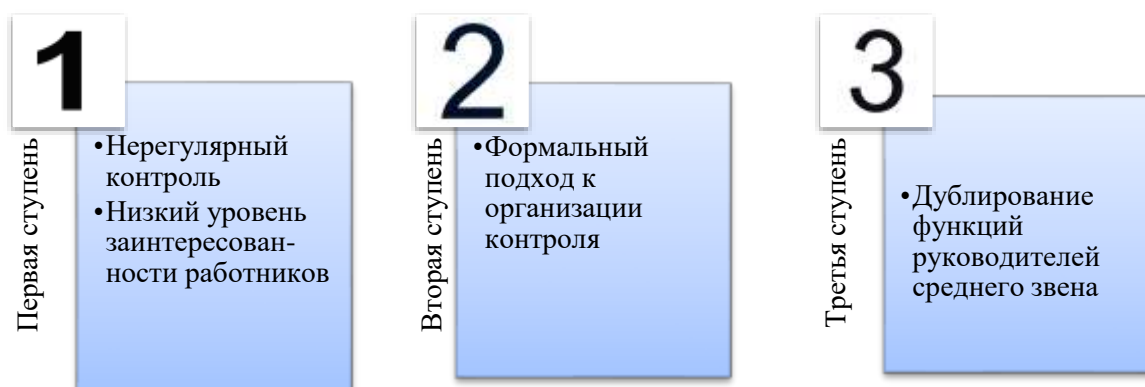 1
Первая ступень
•Нерегулярный
контроль
•Низкий уровень
заинтересован-
ности работников
2
Вторая ступень
•Формальный
подход к
организации
контроля
3
Третья ступень
•Дублирование
функций
руководителей
среднего звена